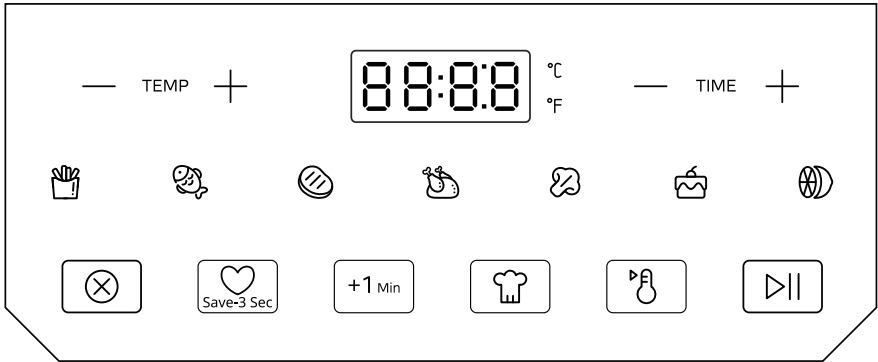 — TEMP +
88:8:8
°C
°F
— TIME +
Save-3 Sec
+1 Min